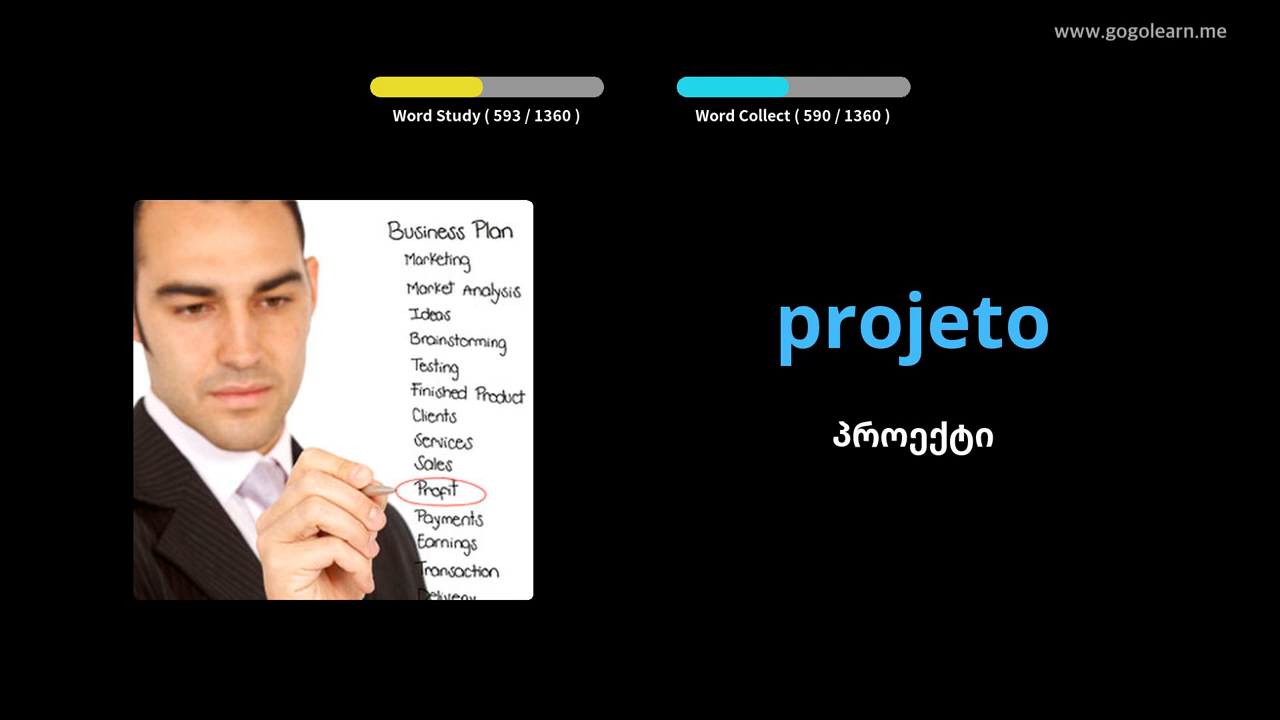 www.gogolearn.me
Word Study ( 593 / 1360 )
Word Collect ( 590 / 1360 )
Business Plan
Marketing
Market Analysis
Ideas
Brainstorming
Testing
Finished Product
Clients
Services
Sales
Profit
Payments
Earnings
Transaction
Delivery
projeto
პროექტი